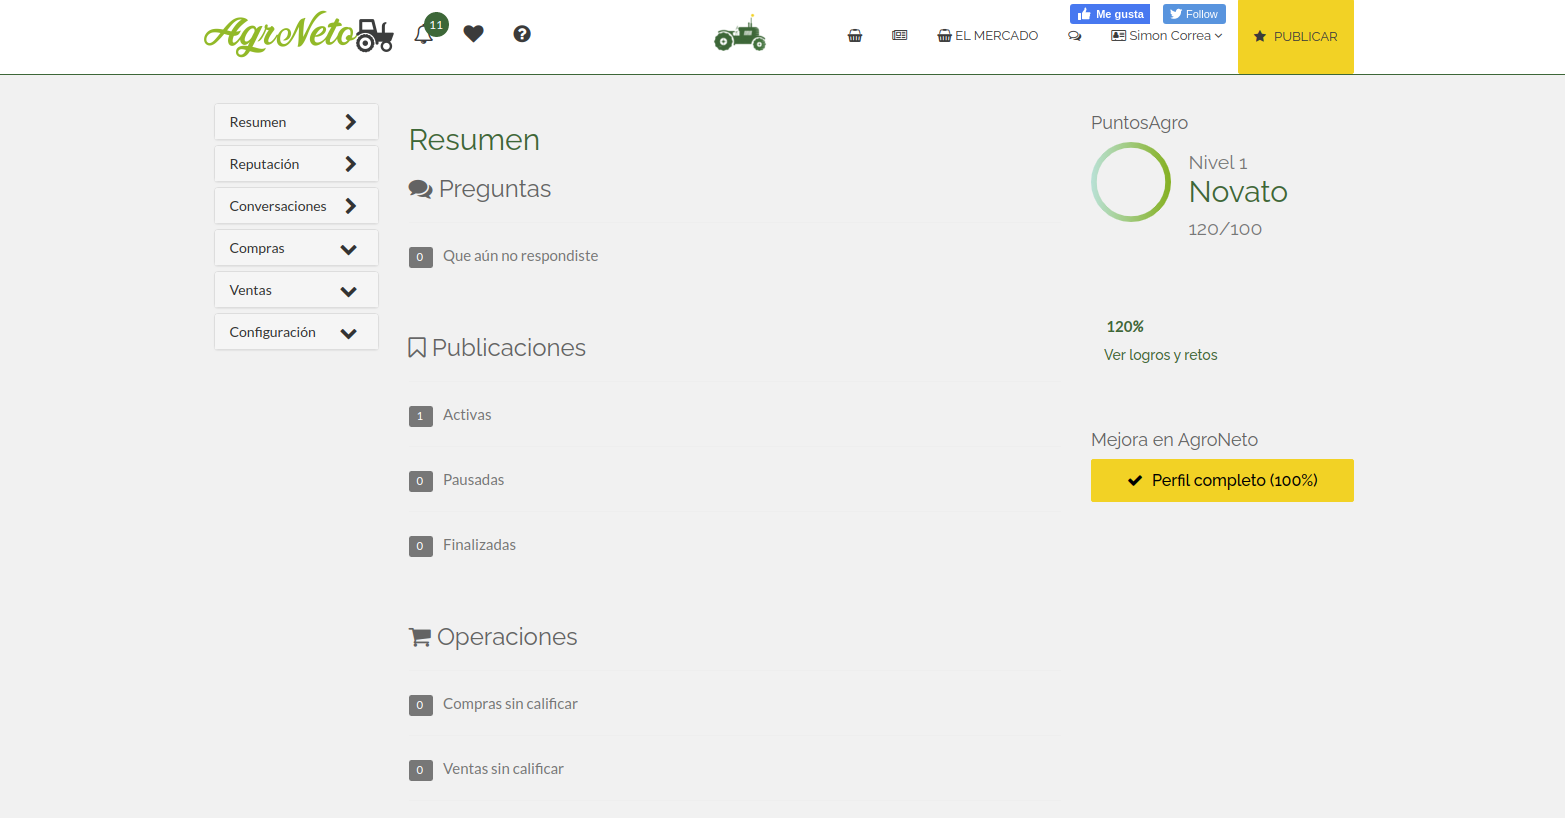 AgroNeto
11
Me gusta
Follow
EL MERCADO
Simon Correa
PUBLICAR
Resumen
Reputación
Conversaciones
Compras
Ventas
Configuración
Resumen
Preguntas
0 Que aún no respondiste
Publicaciones
1 Activas
0 Pausadas
0 Finalizadas
Operaciones
0 Compras sin calificar
0 Ventas sin calificar
PuntosAgro
Nivel 1
Novato
120/100
120%
Ver logros y retos
Mejora en AgroNeto
Perfil completo (100%)